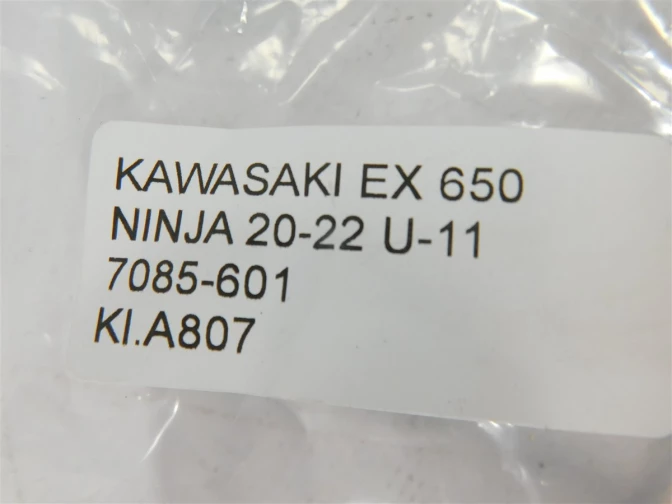 KAWASAKI EX 650
NINJA 20-22 U-11
7085-601
KI.A807